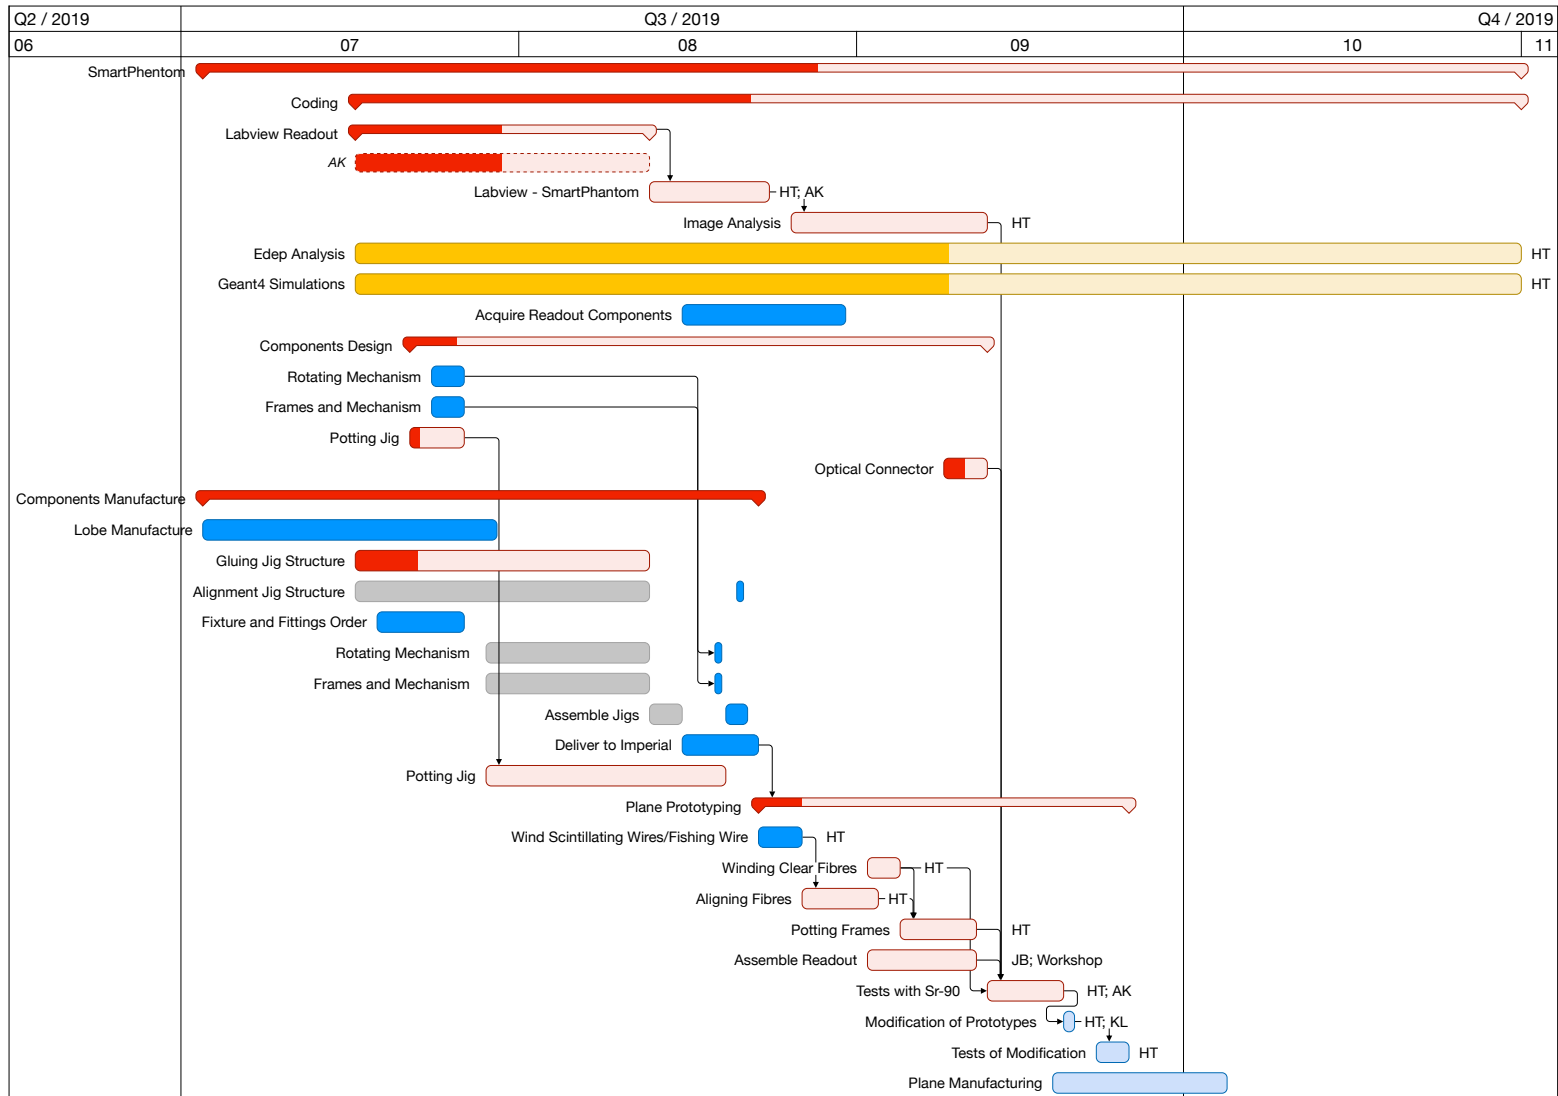 Q2 / 2019 Q3 / 2019 Q4 / 2019
06 07 08 09 10 11
SmartPhentom
Coding
Labview Readout
AK
Labview - SmartPhantom HT; AK
Image Analysis HT
Edep Analysis HT
Geant4 Simulations HT
Acquire Readout Components
Components Design
Rotating Mechanism
Frames and Mechanism
Potting Jig
Optical Connector
Components Manufacture
Lobe Manufacture
Gluing Jig Structure
Alignment Jig Structure
Fixture and Fittings Order
Rotating Mechanism
Frames and Mechanism
Assemble Jigs
Deliver to Imperial
Potting Jig
Plane Prototyping
Wind Scintillating Wires/Fishing Wire HT
Winding Clear Fibres HT
Aligning Fibres HT
Potting Frames HT
Assemble Readout JB; Workshop
Tests with Sr-90 HT; AK
Modification of Prototypes HT; KL
Tests of Modification HT
Plane Manufacturing